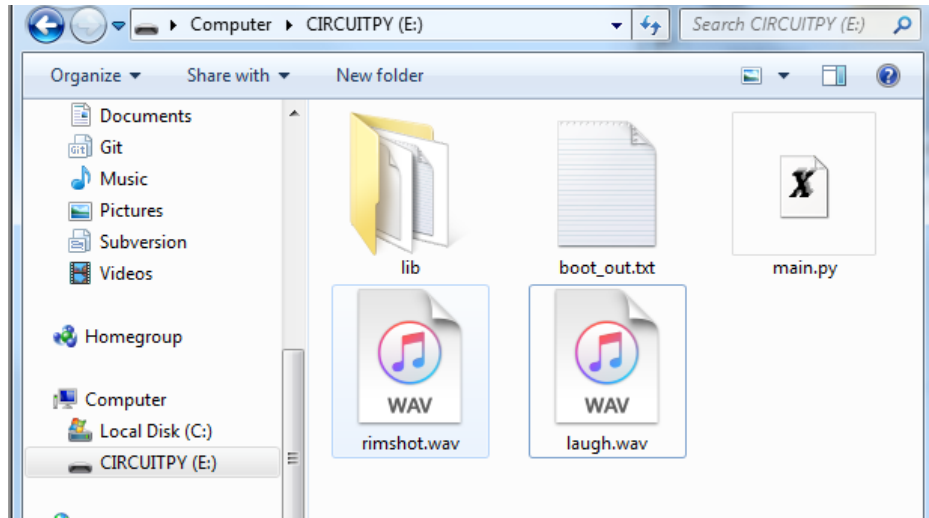 Computer CIRCUITPY (E:) Search CIRCUITPY (E:)
Organize Share with New folder
Documents
Git
Music
Pictures
Subversion
Videos
Homegroup
Computer
Local Disk (C:)
CIRCUITPY (E:)
lib boot_out.txt main.py
WAV WAV
rimshot.wav laugh.wav